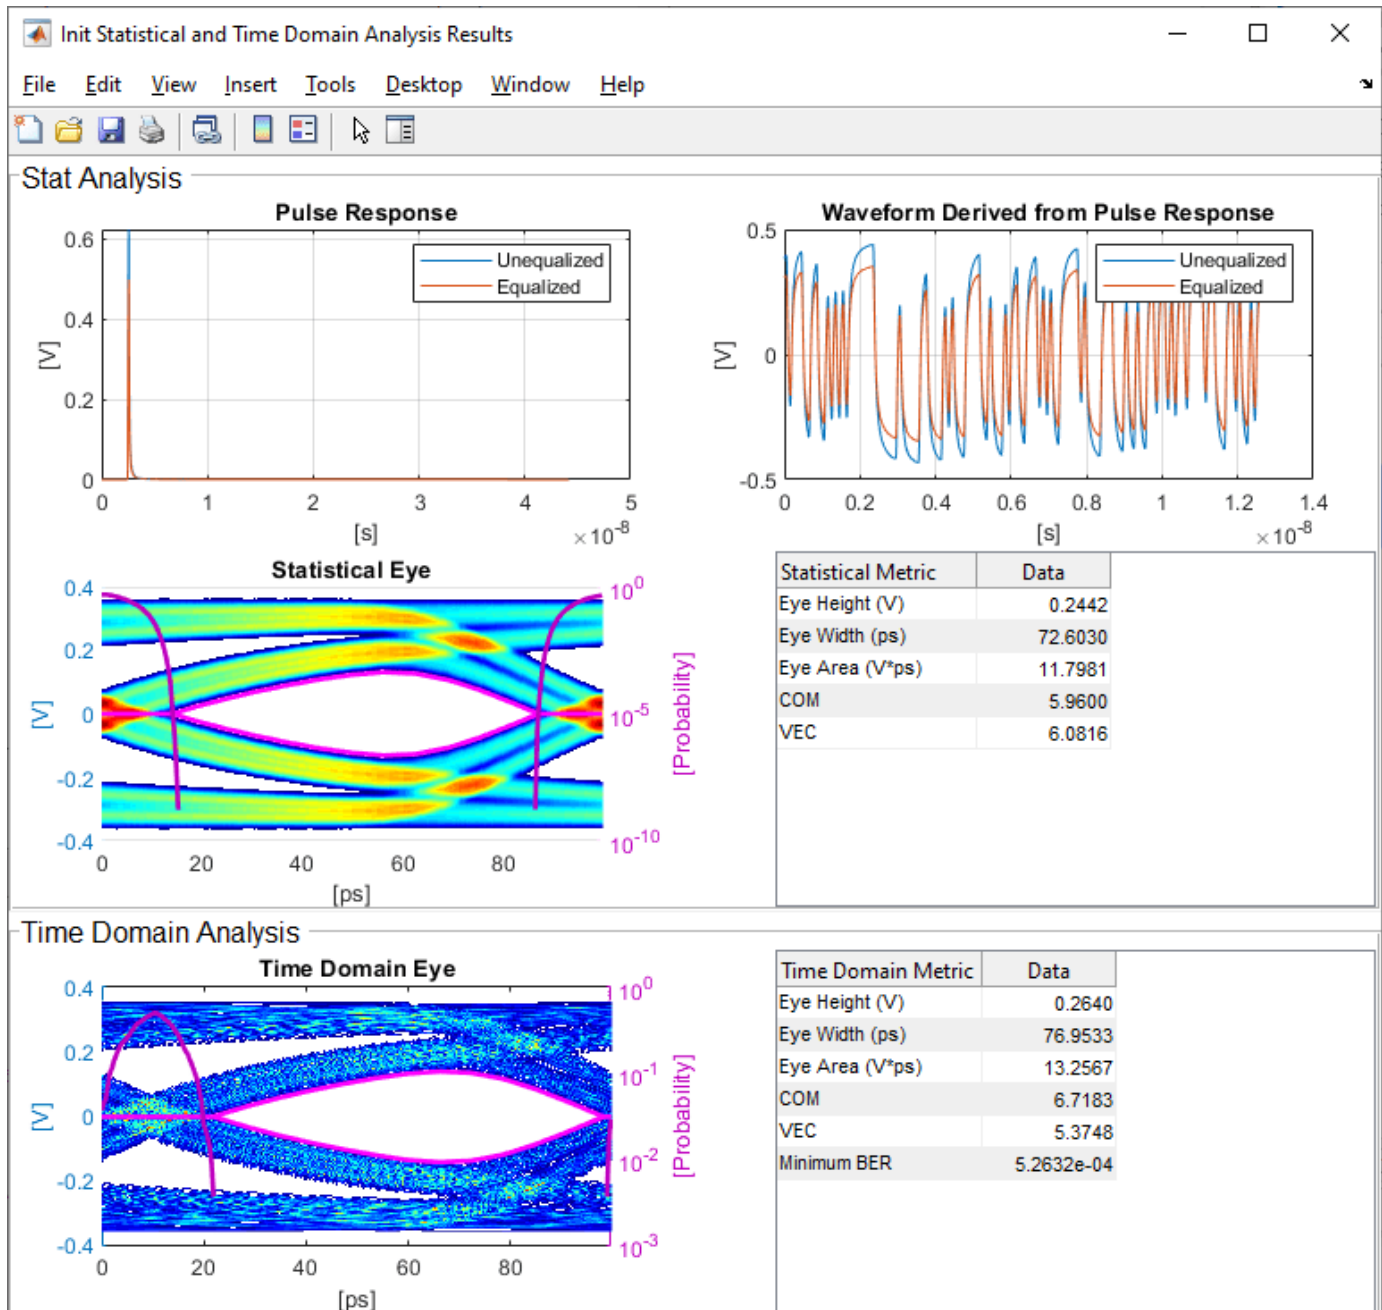 Init Statistical and Time Domain Analysis Results
File Edit View Insert Tools Desktop Window Help
Stat Analysis
Pulse Response
0.6
0.4
0.2
0
[V]
Unequalized
Equalized
0 1 2 3 4 5
[s]
×10^-8
Waveform Derived from Pulse Response
0.5
0
-0.5
[V]
Unequalized
Equalized
0 0.2 0.4 0.6 0.8 1 1.2 1.4
[s]
×10^-8
Statistical Eye
0.4
0.2
0
-0.2
-0.4
[V]
10^0
10^-5
10^-10
[Probability]
0 20 40 60 80
[ps]
Statistical Metric Data
Eye Height (V) 0.2442
Eye Width (ps) 72.6030
Eye Area (V*ps) 11.7981
COM 5.9600
VEC 6.0816
Time Domain Analysis
Time Domain Eye
0.4
0.2
0
-0.2
-0.4
[V]
10^0
10^-1
10^-2
10^-3
[Probability]
0 20 40 60 80
[ps]
Time Domain Metric Data
Eye Height (V) 0.2640
Eye Width (ps) 76.9533
Eye Area (V*ps) 13.2567
COM 6.7183
VEC 5.3748
Minimum BER 5.2632e-04